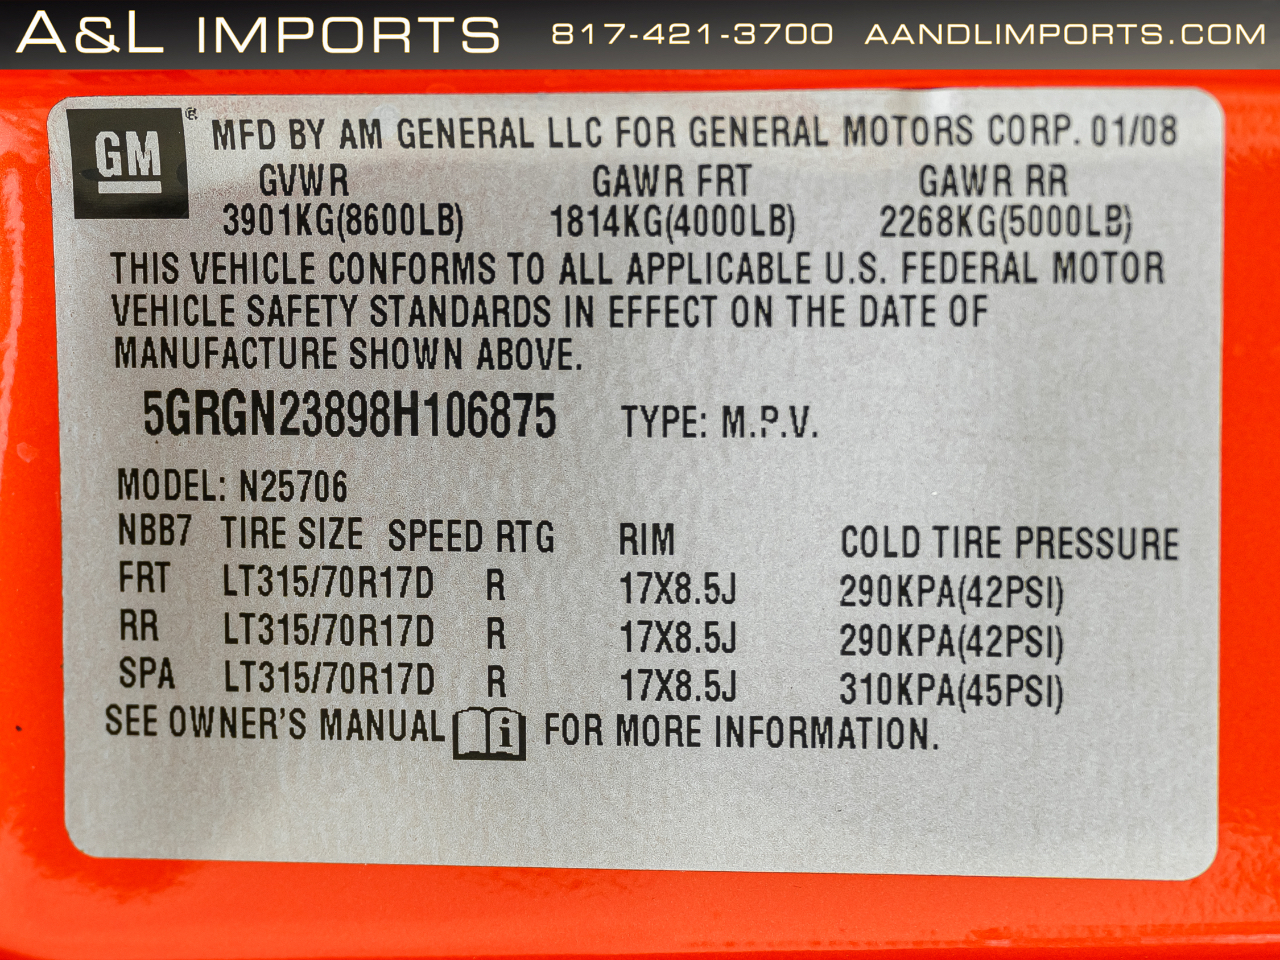 A&L IMPORTS 817-421-3700 AANDLIMPORTS.COM
GM ® MFD BY AM GENERAL LLC FOR GENERAL MOTORS CORP. 01/08
GVWR GAWR FRT GAWR RR
3901KG(8600LB) 1814KG(4000LB) 2268KG(5000LB)
THIS VEHICLE CONFORMS TO ALL APPLICABLE U.S. FEDERAL MOTOR
VEHICLE SAFETY STANDARDS IN EFFECT ON THE DATE OF
MANUFACTURE SHOWN ABOVE.
5GRGN23898H106875 TYPE: M.P.V.
MODEL: N25706
NBB7 TIRE SIZE SPEED RTG RIM COLD TIRE PRESSURE
FRT LT315/70R17D R 17X8.5J 290KPA(42PSI)
RR LT315/70R17D R 17X8.5J 290KPA(42PSI)
SPA LT315/70R17D R 17X8.5J 310KPA(45PSI)
SEE OWNER'S MANUAL i FOR MORE INFORMATION.